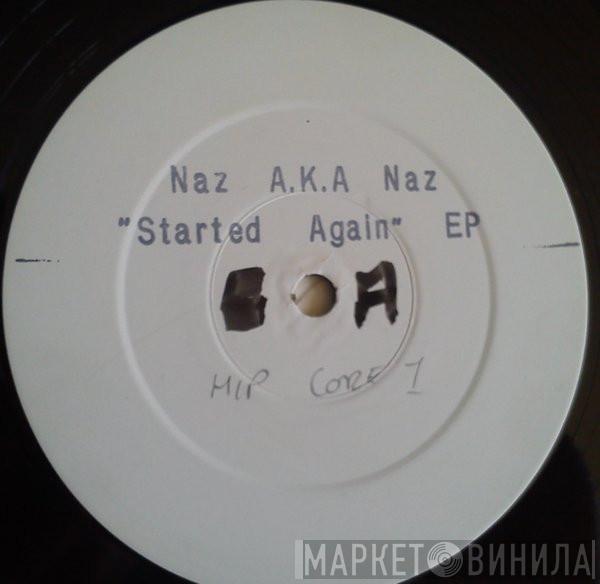 Naz A.K.A Naz
"Started Again" EP
A
HIP CORE 1
МАРКЕТ ВИНИЛА